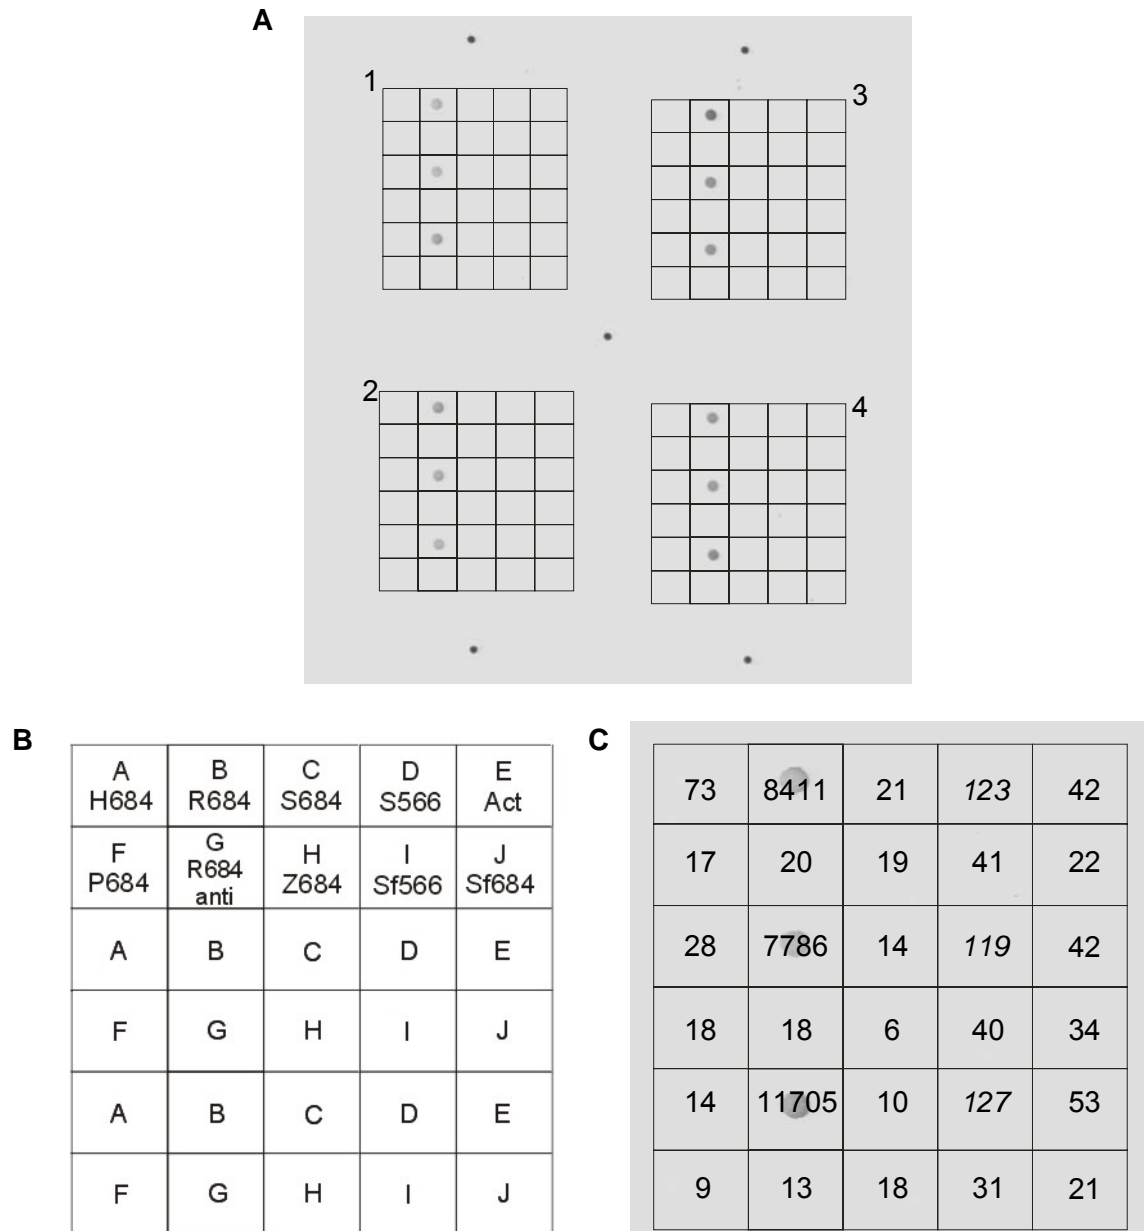 A
1
3
2
4
B
A B C D E
H684 R684 S684 S566 Act
F G H I J
P684 R684 anti Z684 Sf566 Sf684
A B C D E
F G H I J
A B C D E
F G H I J
C
73 8411 21 123 42
17 20 19 41 22
28 7786 14 119 42
18 18 6 40 34
14 11705 10 127 53
9 13 18 31 21